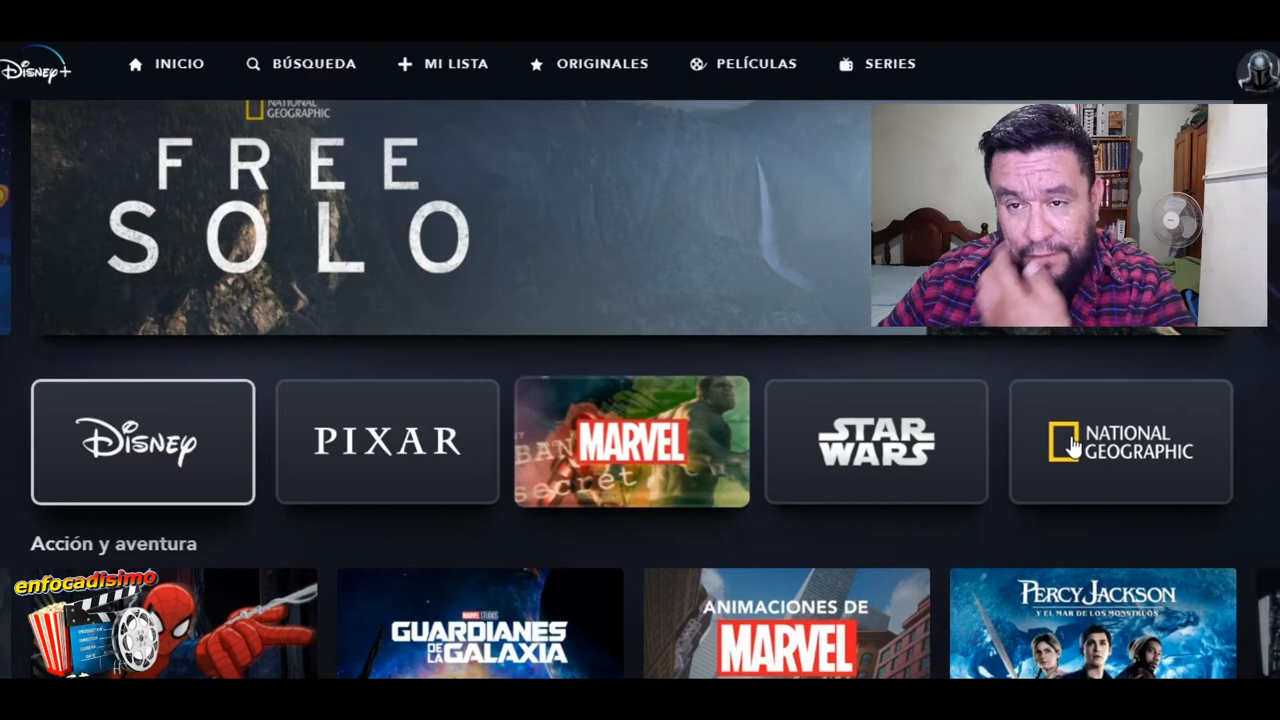 Disney+
INICIO
BÚSQUEDA
MI LISTA
ORIGINALES
PELÍCULAS
SERIES
NATIONAL
GEOGRAPHIC
FREE
SOLO
Disney
PIXAR
BAN
secret
MARVEL
STAR
WARS
NATIONAL
GEOGRAPHIC
Acción y aventura
enfocadisimo
MARVEL STUDIOS
GUARDIANES
DE LA GALAXIA
ANIMACIONES DE
MARVEL
PERCY JACKSON
Y EL MAR DE LOS MONSTRUOS